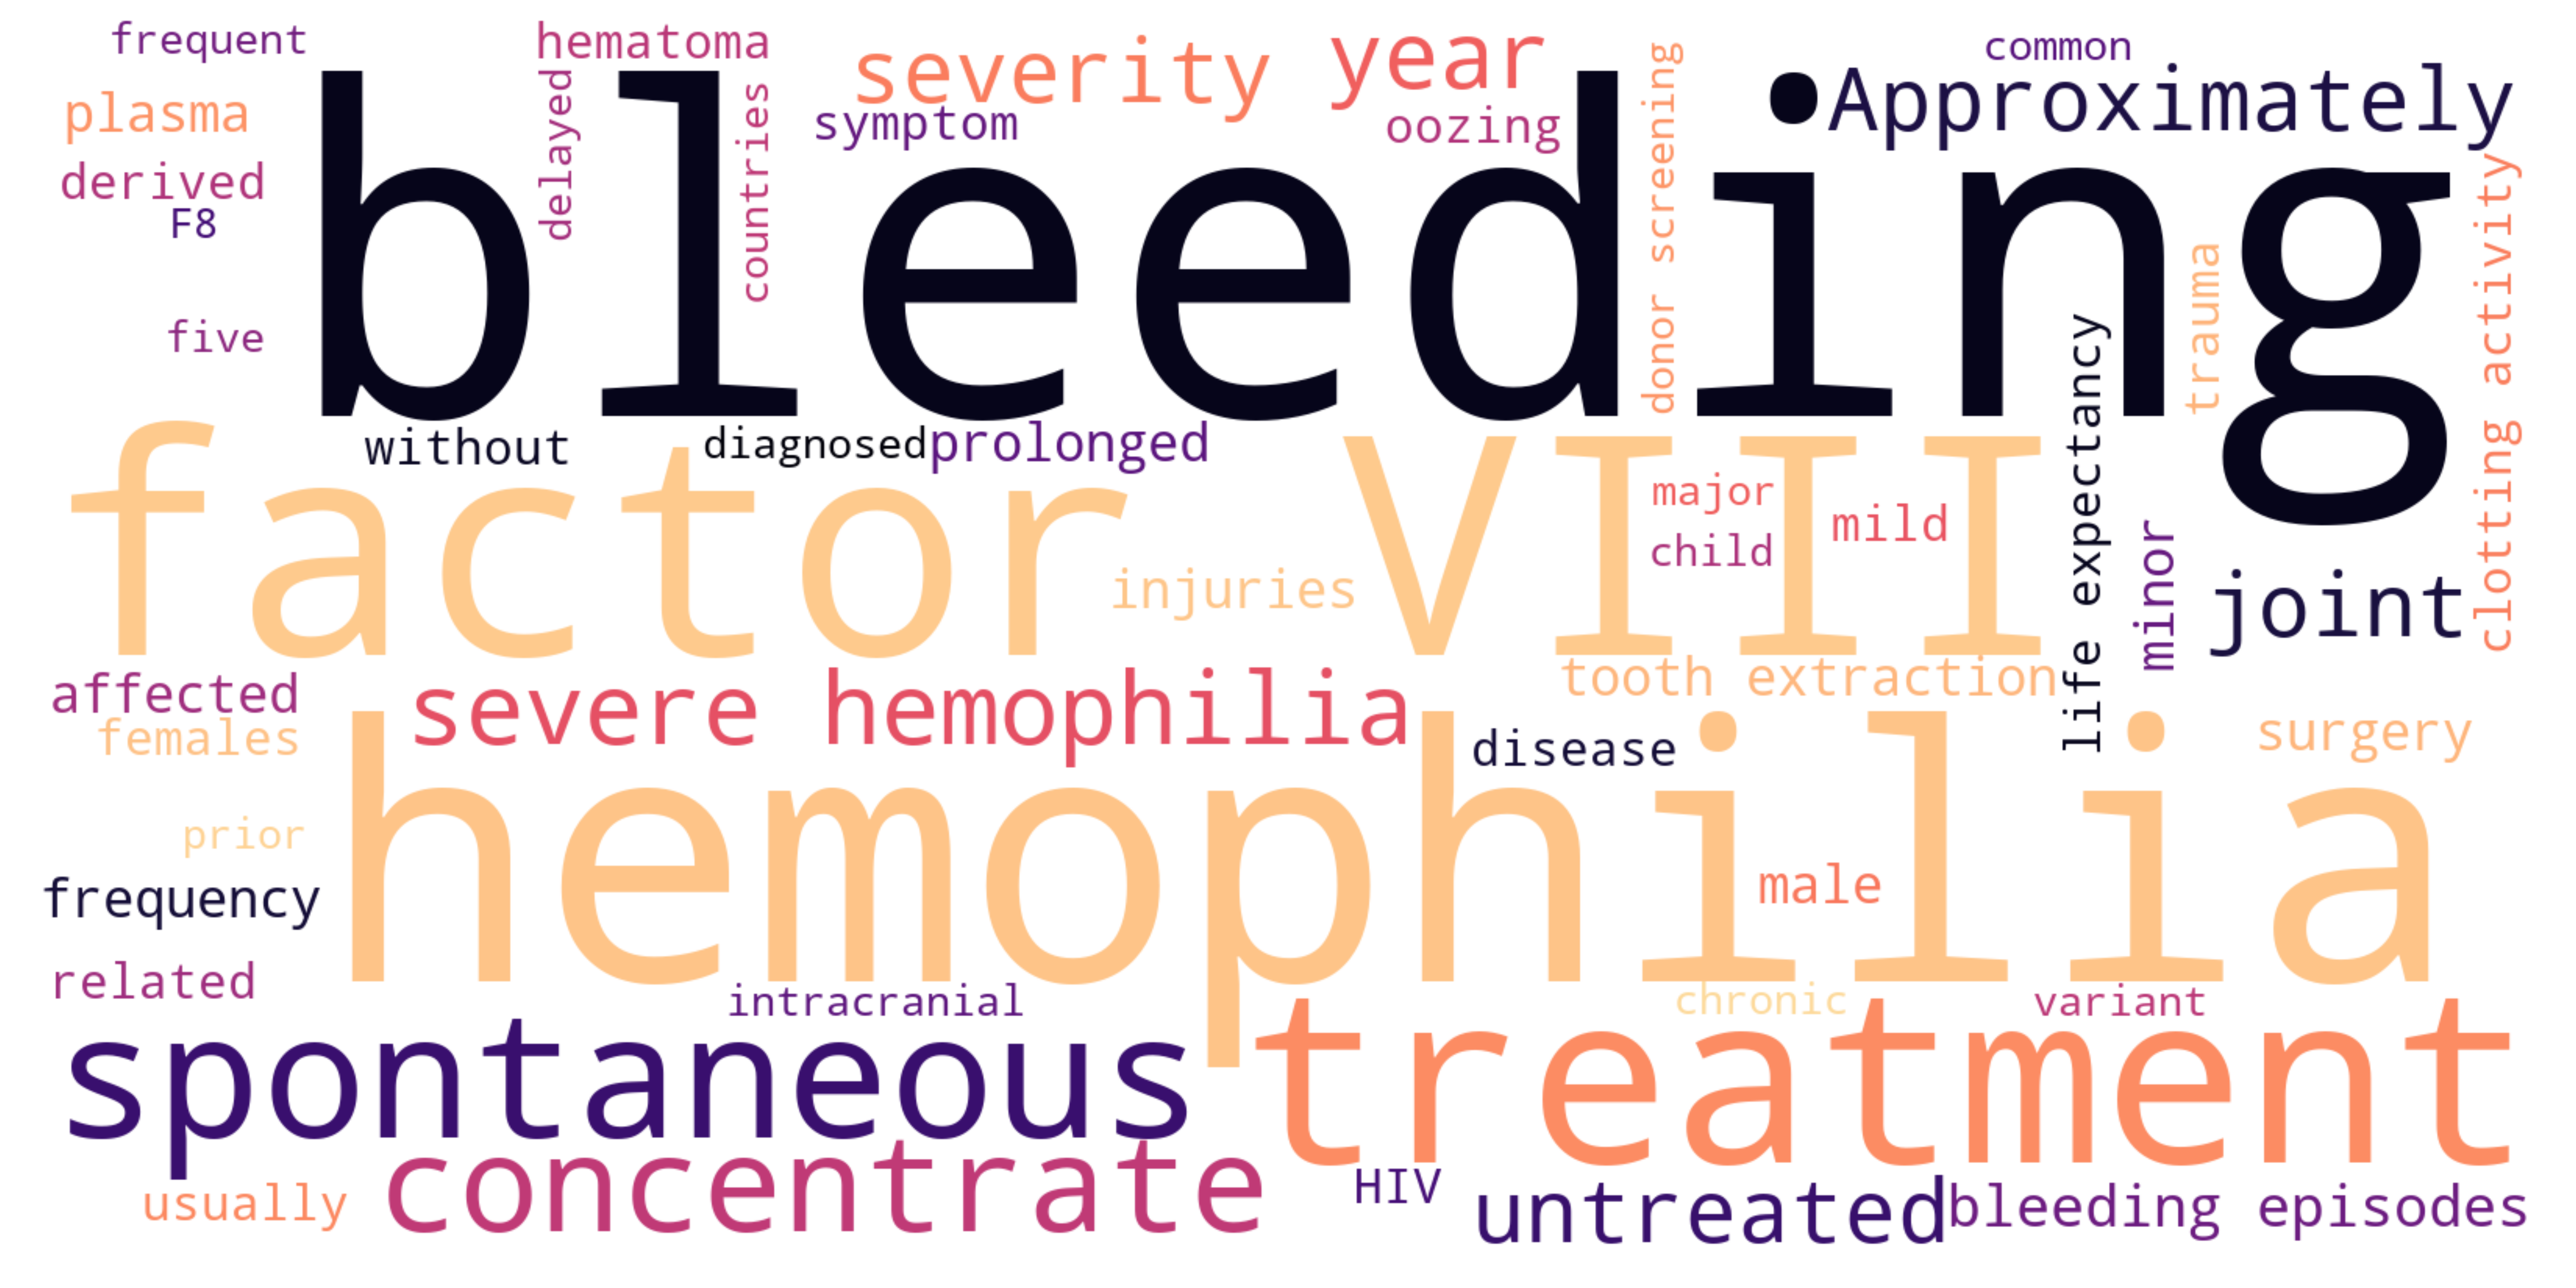 frequent
hematoma
severity
year
common
plasma
delayed
countries
symptom
oozing
donor screening
Approximately
derived
F8
bleeding
trauma
clotting activity
five
without
diagnosed
prolonged
life expectancy
factor VIII
major
mild
child
injuries
minor
joint
affected
severe hemophilia
tooth extraction
females
disease
surgery
hemophilia
prior
frequency
male
related
intracranial
chronic
variant
spontaneous
treatment
usually
concentrate
HIV
untreated
bleeding episodes